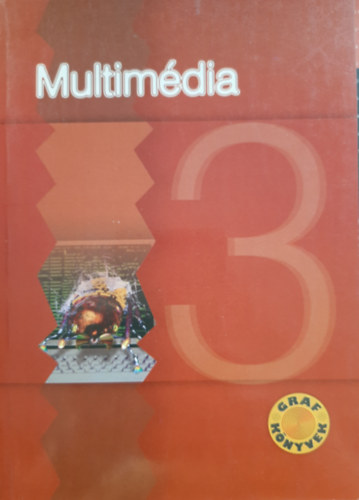 Multimédia
3
GRAF
KÖNYVEK